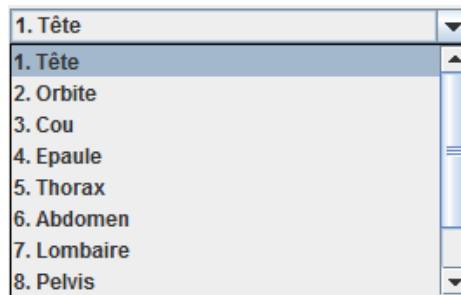 1. Tête
1. Tête
2. Orbite
3. Cou
4. Epaule
5. Thorax
6. Abdomen
7. Lombaire
8. Pelvis